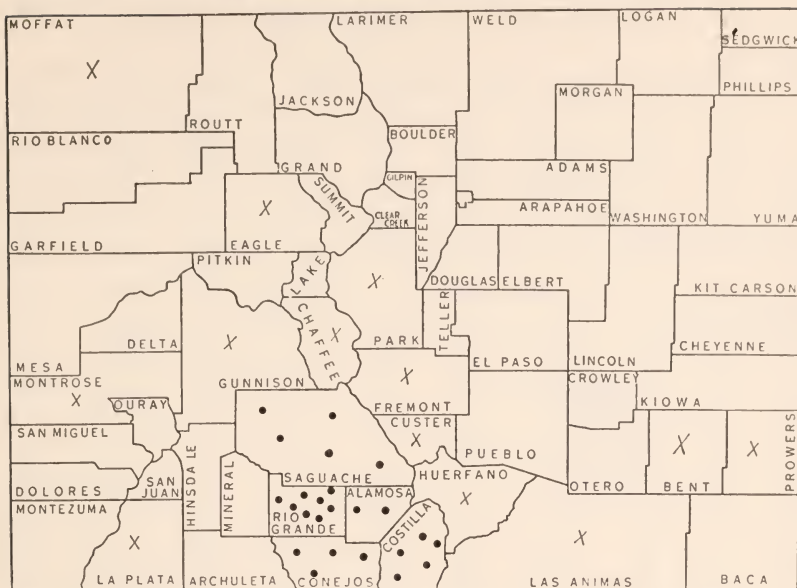 MOFFAT
LARIMER
WELD
LOGAN
SEDGWICK
X
PHILLIPS
MORGAN
JACKSON
ROUTT
BOULDER
RIO BLANCO
GRAND
GILPIN
ADAMS
SUMMIT
JEFFERSON
CLEAR
CREEK
ARAPAHOE
WASHINGTON
YUMA
X
GARFIELD
EAGLE
PITKIN
LAKE
DOUGLAS
ELBERT
X
KIT CARSON
TELLER
CHAFFEE
X
X
PARK
DELTA
CHEYENNE
MESA
GUNNISON
EL PASO
LINCOLN
MONTROSE
X
X
CROWLEY
OURAY
FREMONT
KIOWA
SAN MIGUEL
CUSTER
X
PUEBLO
X
X
PROWERS
HINSDALE
MINERAL
SAGUACHE
HUERFANO
OTERO
BENT
DOLORES
SAN
JUAN
ALAMOSA
X
MONTEZUMA
RIO
GRANDE
COSTILLA
X
X
LA PLATA
ARCHULETA
CONEJOS
LAS ANIMAS
BACA